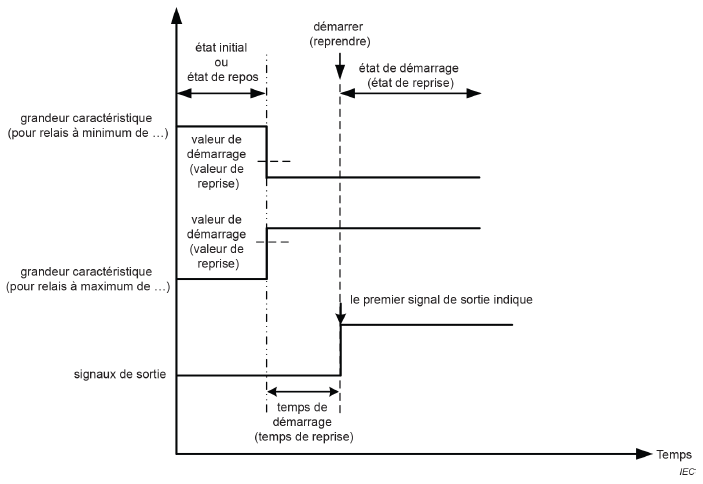 démarrer
(reprendre)
état initial
ou
état de repos
état de démarrage
(état de reprise)
grandeur caractéristique
(pour relais à minimum de ...)
valeur de
démarrage
(valeur de
reprise)
valeur de
démarrage
(valeur de
reprise)
grandeur caractéristique
(pour relais à maximum de ...)
le premier signal de sortie indique
signaux de sortie
temps de
démarrage
(temps de reprise)
Temps
IEC